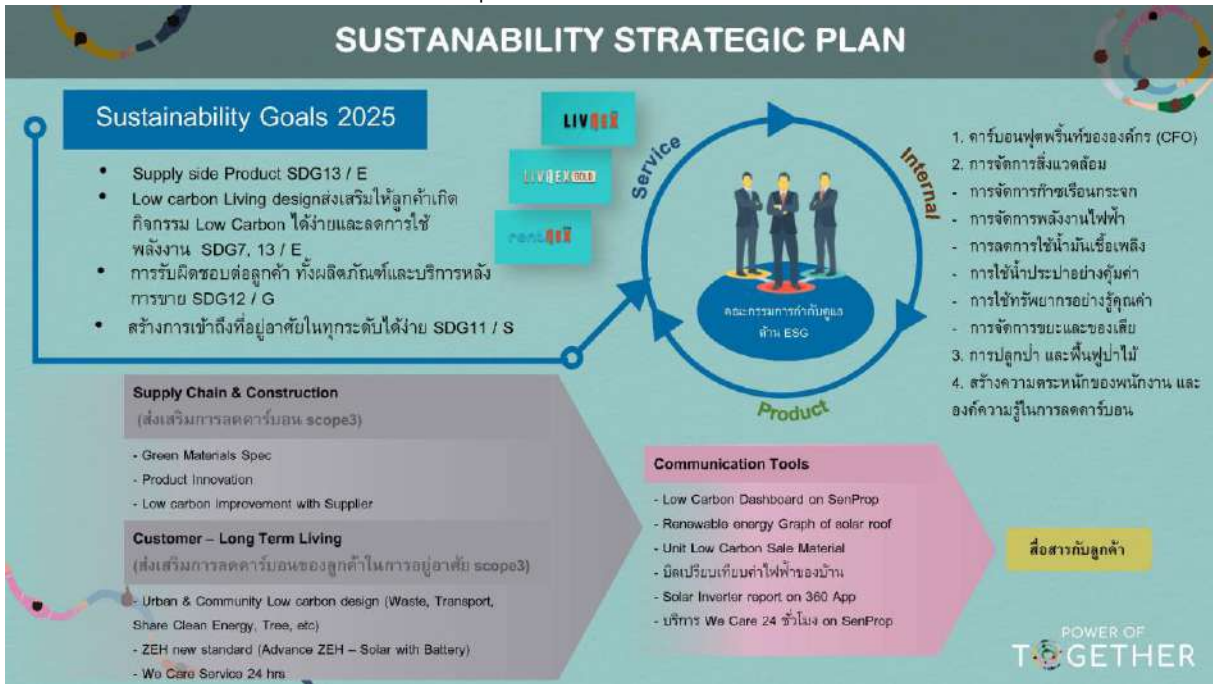 SUSTANABILITY STRATEGIC PLAN
Sustainability Goals 2025
• Supply side Product SDG13 / E
• Low carbon Living designส่งเสริมให้ลูกค้าเกิด
กิจกรรม Low Carbon ได้ง่ายและลดการใช้
พลังงาน SDG7, 13 / E
• การรับผิดชอบต่อลูกค้า ทั้งผลิตภัณฑ์และบริการหลัง
การขาย SDG12 / G
• สร้างการเข้าถึงที่อยู่อาศัยในทุกระดับได้ง่าย SDG11 / S
LIVNEX
LIVNEX GOLD
rentnex
Service
Internal
Product
คณะกรรมการกำกับดูแล
ด้าน ESG
1. คาร์บอนฟุตพริ้นท์ขององค์กร (CFO)
2. การจัดการสิ่งแวดล้อม
- การจัดการก๊าซเรือนกระจก
- การจัดการพลังงานไฟฟ้า
- การลดการใช้น้ำมันเชื้อเพลิง
- การใช้น้ำประปาอย่างคุ้มค่า
- การใช้ทรัพยากรอย่างรู้คุณค่า
- การจัดการขยะและของเสีย
3. การปลูกป่า และฟื้นฟูป่าไม้
4. สร้างความตระหนักของพนักงาน และ
องค์ความรู้ในการลดคาร์บอน
Supply Chain & Construction
(ส่งเสริมการลดคาร์บอน scope3)
- Green Materials Spec
- Product Innovation
- Low carbon improvement with Supplier
Customer – Long Term Living
(ส่งเสริมการลดคาร์บอนของลูกค้าในการอยู่อาศัย scope3)
- Urban & Community Low carbon design (Waste, Transport,
Share Clean Energy, Tree, etc)
- ZEH new standard (Advance ZEH – Solar with Battery)
- We Care Service 24 hrs
Communication Tools
- Low Carbon Dashboard on SenProp
- Renewable energy Graph of solar roof
- Unit Low Carbon Sale Material
- บิลเปรียบเทียบค่าไฟฟ้าของบ้าน
- Solar Inverter report on 360 App
- บริการ We Care 24 ชั่วโมง on SenProp
สื่อสารกับลูกค้า
POWER OF
TOGETHER